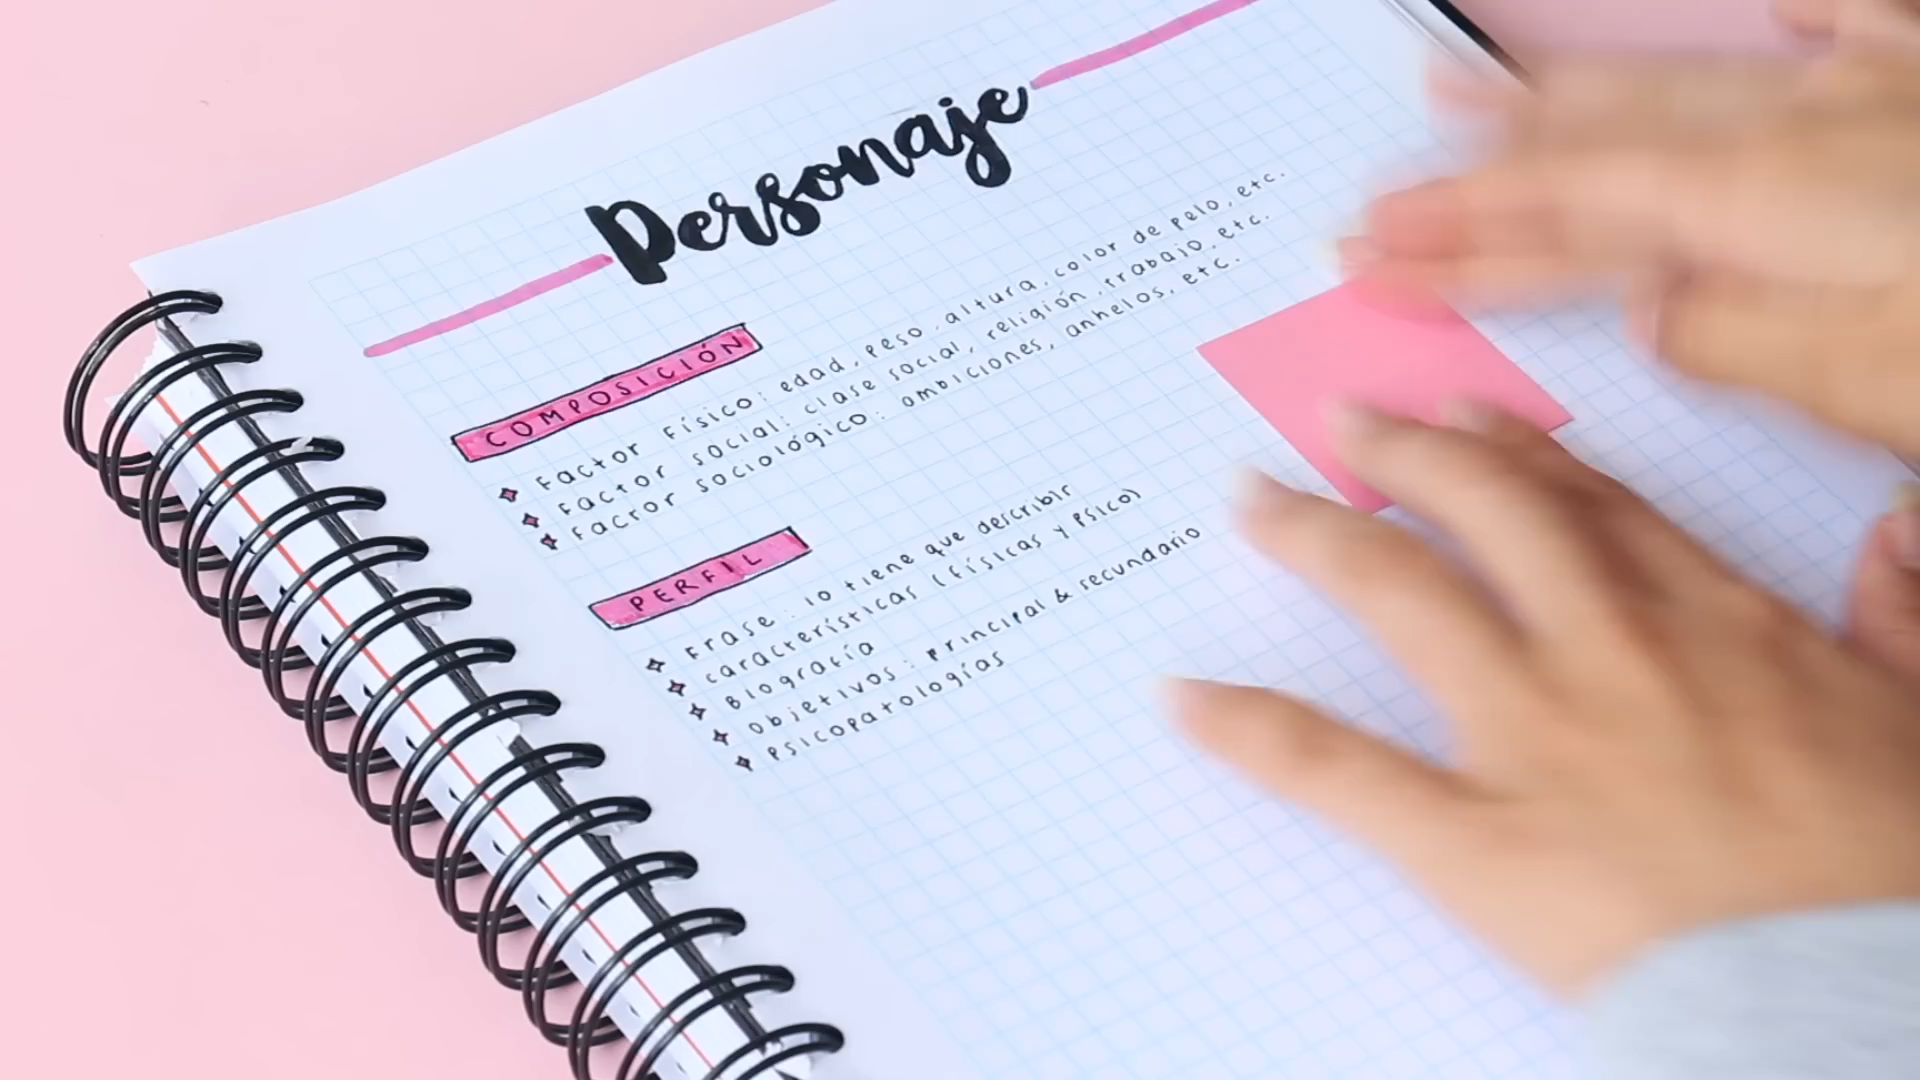 Personaje
COMPOSICIÓN
Factor físico: edad, peso, altura, color de pelo, etc.
Factor social: clase social, religión, trabajo, etc.
Factor sociológico: ambiciones, anhelos, etc.
PERFIL
Frase: lo tiene que describir
características (físicas y psico)
Biografía
Objetivos: principal & secundario
Psicopatologías